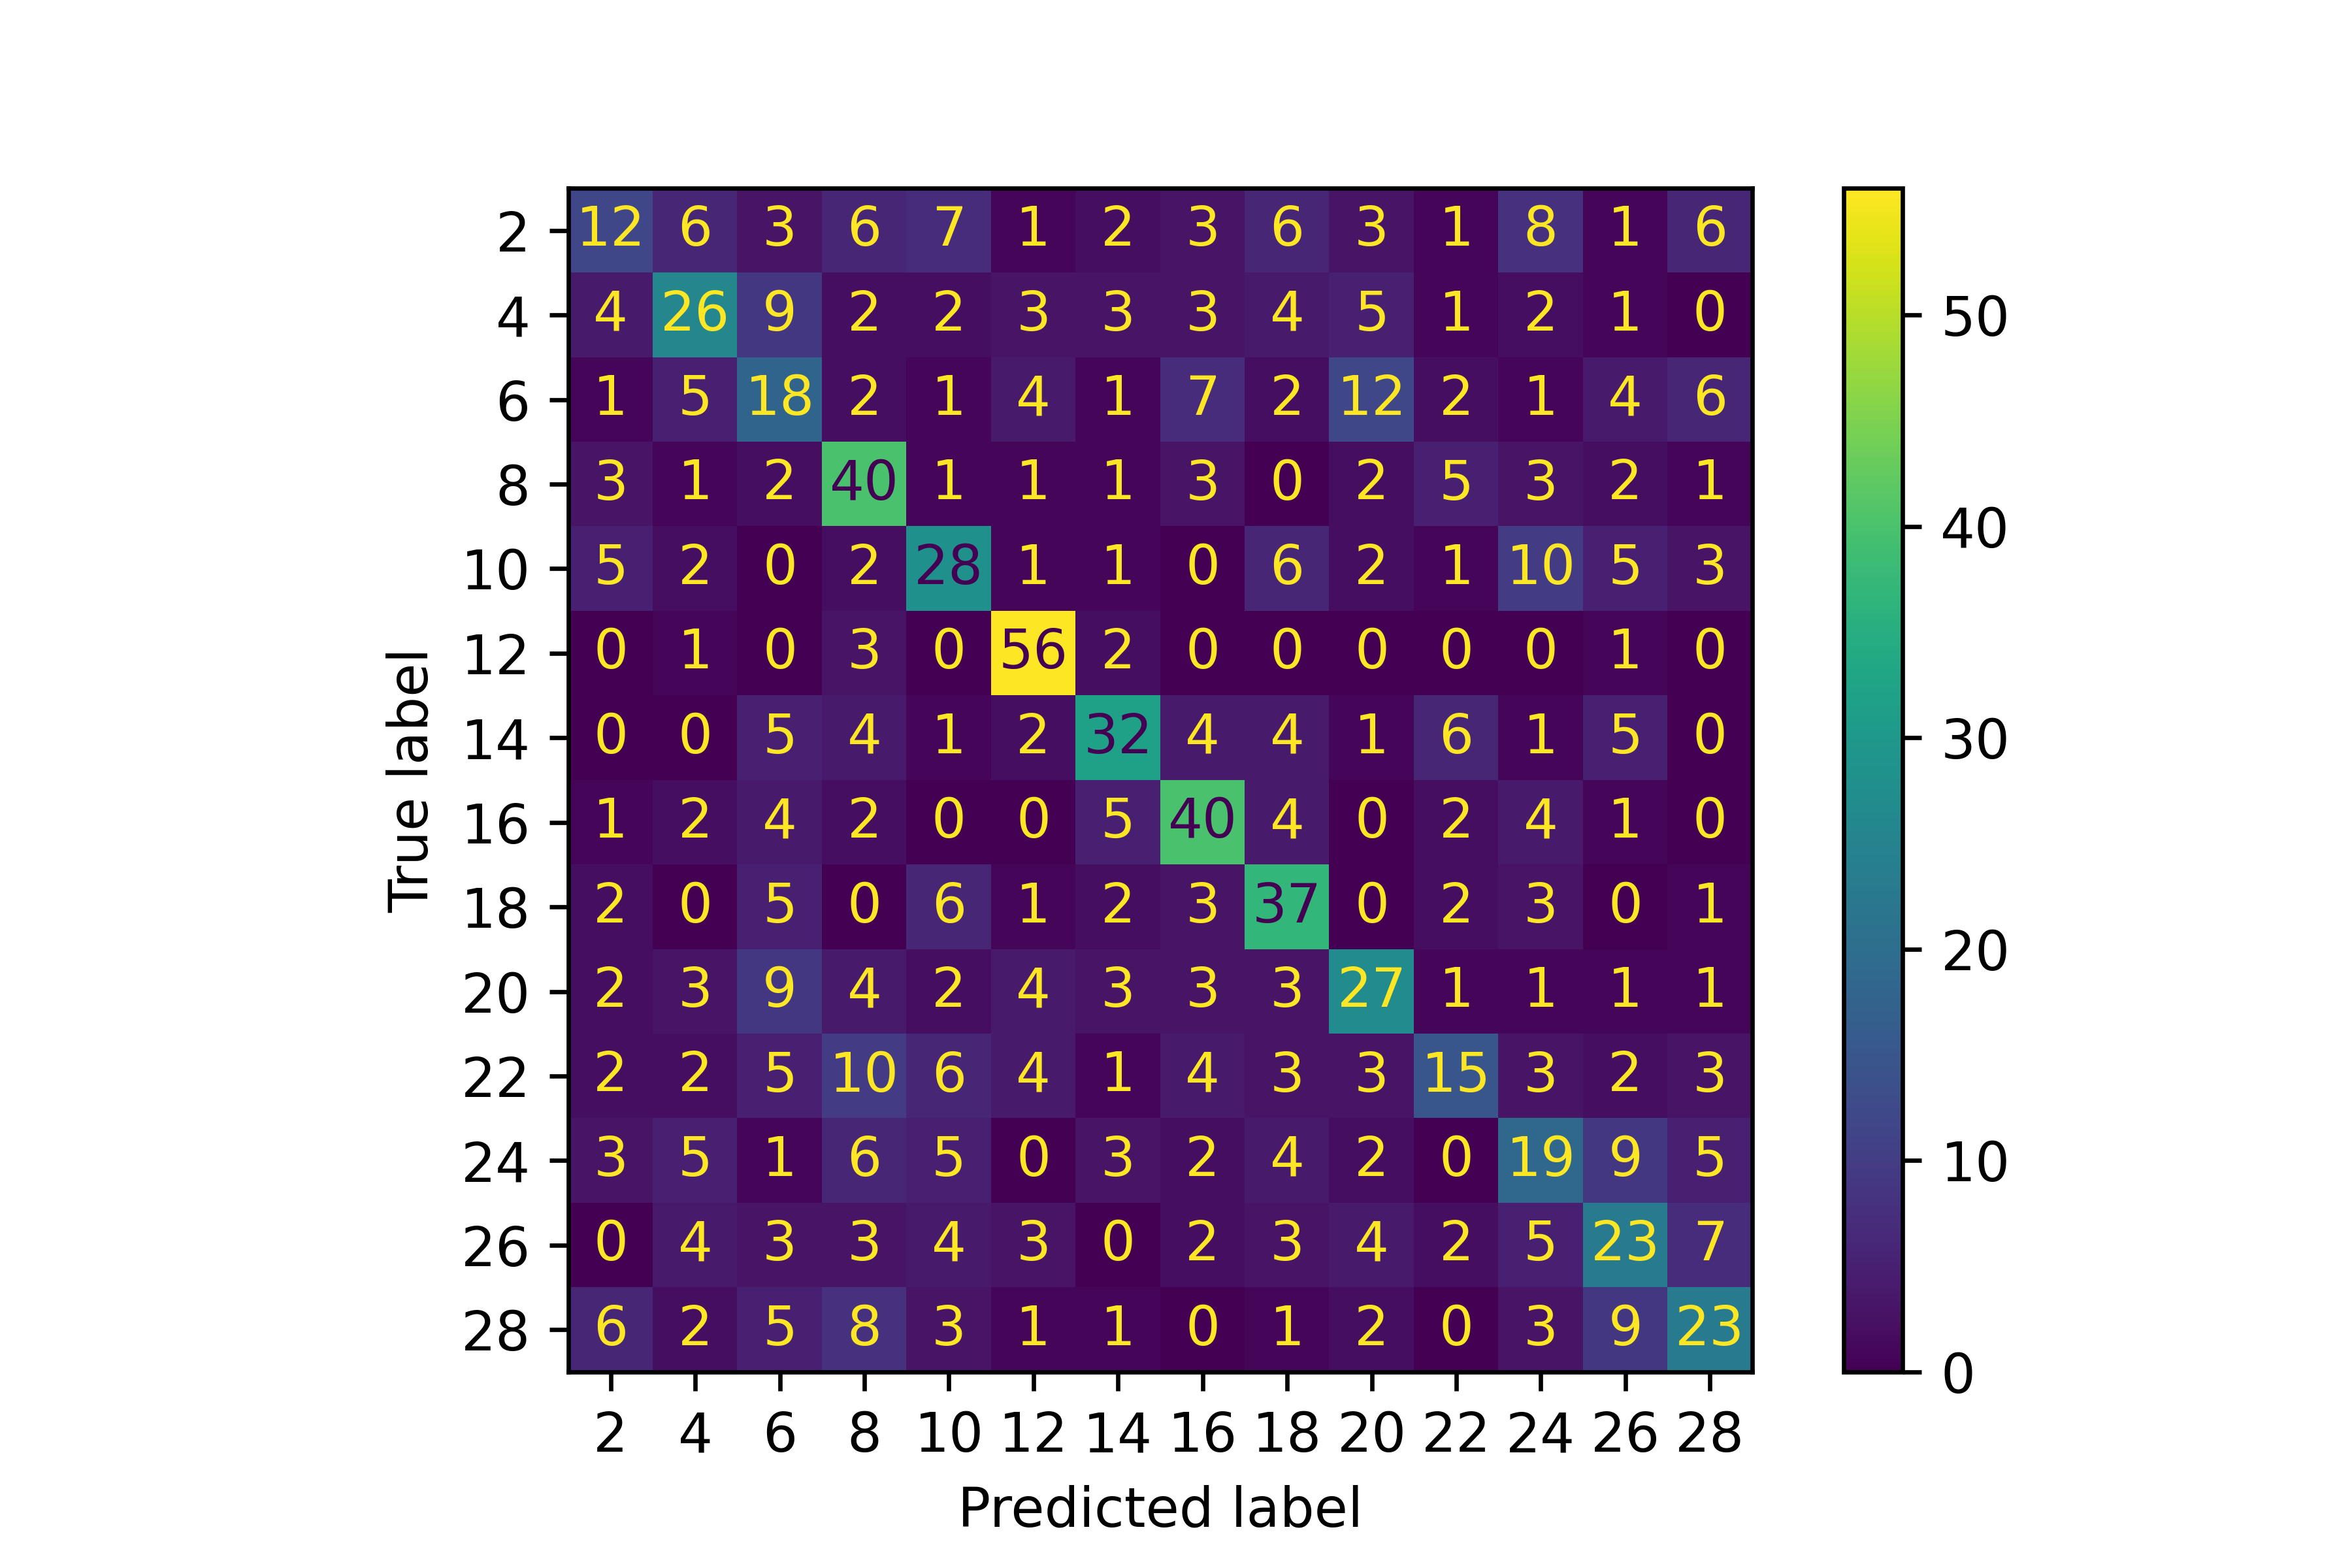 2 12 6 3 6 7 1 2 3 6 3 1 8 1 6
4 4 26 9 2 2 3 3 3 4 5 1 2 1 0
6 1 5 18 2 1 4 1 7 2 12 2 1 4 6
8 3 1 2 40 1 1 1 3 0 2 5 3 2 1
10 5 2 0 2 28 1 1 0 6 2 1 10 5 3
12 0 1 0 3 0 56 2 0 0 0 0 0 1 0
14 0 0 5 4 1 2 32 4 4 1 6 1 5 0
16 1 2 4 2 0 0 5 40 4 0 2 4 1 0
18 2 0 5 0 6 1 2 3 37 0 2 3 0 1
20 2 3 9 4 2 4 3 3 3 27 1 1 1 1
22 2 2 5 10 6 4 1 4 3 3 15 3 2 3
24 3 5 1 6 5 0 3 2 4 2 0 19 9 5
26 0 4 3 3 4 3 0 2 3 4 2 5 23 7
28 6 2 5 8 3 1 1 0 1 2 0 3 9 23
2 4 6 8 10 12 14 16 18 20 22 24 26 28
Predicted label
True label
50
40
30
20
10
0